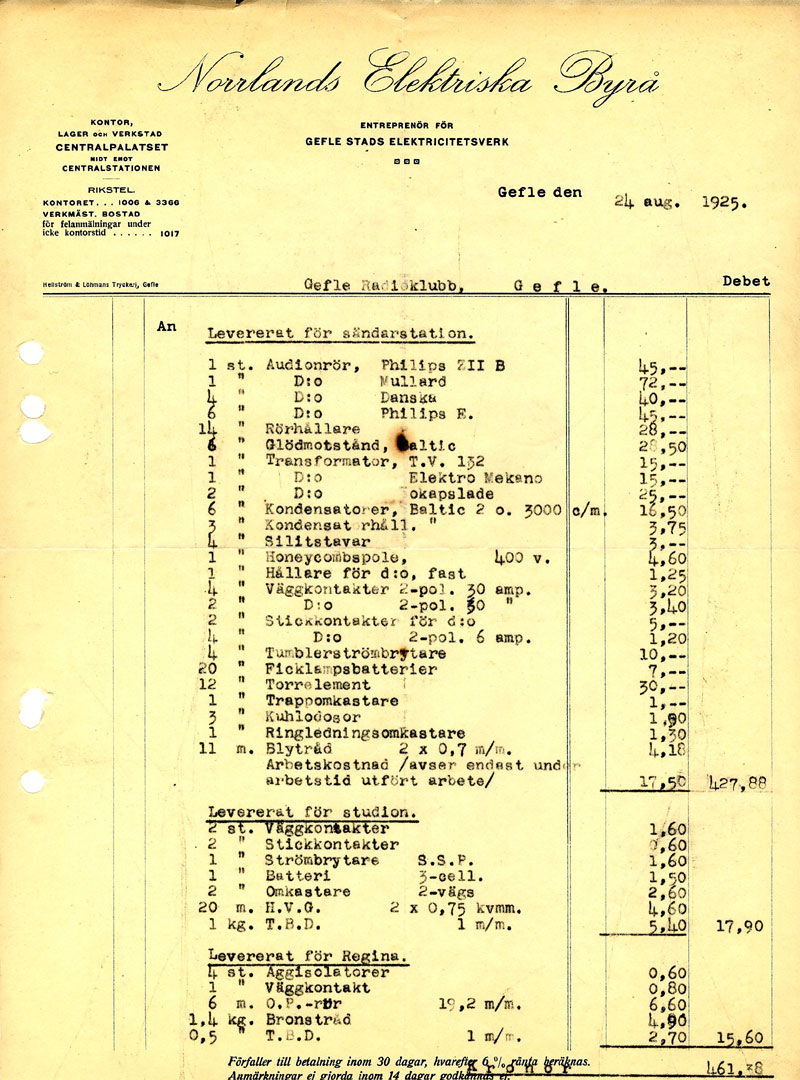 Norrlands Elektriska Byrå
KONTOR,
LAGER OCH VERKSTAD
CENTRALPALATSET
MIDT EMOT
CENTRALSTATIONEN
RIKSTEL.
KONTORET. . . 1006 & 3366
VERKMÄST. BOSTAD
för felanmälningar under
icke kontorstid . . . . . . 1017
ENTREPRENÖR FÖR
GEFLE STADS ELEKTRICITETSVERK
Gefle den 24 aug. 1925.
Hellström & Löhmans Tryckeri, Gefle
Gefle Radioklubb, Gefle. Debet
An Levererat för sändarstation.
1 st. Audionrör, Philips ZII B 45,--
1 " D:o Mullard 72,--
4 " D:o Danska 40,--
6 " D:o Philips E. 45,--
14 " Rörhållare 28,--
6 " Glödmotstånd, Baltic 28,50
1 " Transformator, T.V. 132 15,--
1 " D:o Elektro Mekano 15,--
2 " D:o okapslade 25,--
6 " Kondensatorer, Baltic 2 o. 3000 c/m. 16,50
3 " Kondensat rhåll. " 3,75
4 " Silitstavar 3,--
1 " Honeycombspole, 400 v. 4,60
1 " Hållare för d:o, fast 1,25
4 " Väggkontakter 2-pol. 30 amp. 3,20
2 " D:o 2-pol. 30 " 3,40
2 " Stickkontakter för d:o 5,--
4 " D:o 2-pol. 6 amp. 1,20
4 " Tumblerströmbrytare 10,--
20 " Ficklampsbatterier 7,--
12 " Torrelement 30,--
1 " Trappomkastare 1,--
3 " Kuhlodosor 1,90
1 " Ringledningsomkastare 1,30
11 m. Blytråd 2 x 0,7 m/m. 4,18
Arbetskostnad /avser endast under
arbetstid utfört arbete/ 17,50 427,88
Levererat för studion.
2 st. Väggkontakter 1,60
2 " Stickkontakter 0,60
1 " Strömbrytare S.S.P. 1,60
1 " Batteri 3-cell. 1,50
2 " Omkastare 2-vägs 2,60
20 m. H.V.G. 2 x 0,75 kvmm. 4,60
1 kg. T.B.D. 1 m/m. 5,40 17,90
Levererat för Regina.
4 st. Äggisolatorer 0,60
1 " Väggkontakt 0,80
6 m. O.P.-rör 19,2 m/m. 6,60
1,4 kg. Bronstråd 4,90
0,5 " T.B.D. 1 m/m. 2,70 15,60
Förfaller till betalning inom 30 dagar, hvarefter 6 % ränta beräknas.
Kronor 461,38
Anmärkningar ej gjorda inom 14 dagar godkännas ej.